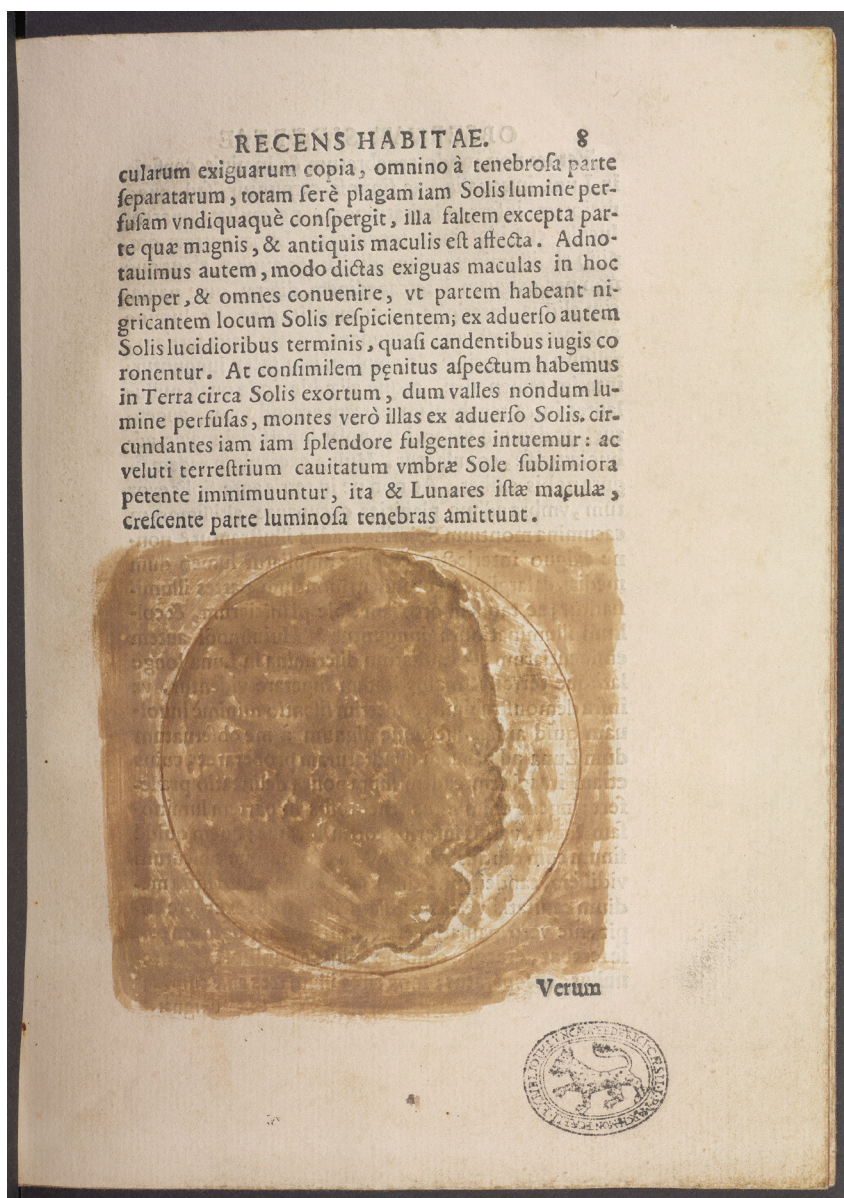 RECENS HABITAE. 8
cularum exiguarum copia, omnino à tenebroſa parte
ſeparatarum, totam ferè plagam iam Solis lumine per-
fuſam vndiquaquè conſpergit, illa ſaltem excepta par-
te quæ magnis, & antiquis maculis eſt affecta. Adno-
tauimus autem, modo dictas exiguas maculas in hoc
ſemper, & omnes conuenire, vt partem habeant ni-
gricantem locum Solis reſpicientem; ex aduerſo autem
Solis lucidioribus terminis, quaſi candentibus iugis co
ronentur. At conſimilem pęnitus aſpectum habemus
in Terra circa Solis exortum, dum valles nondum lu-
mine perfuſas, montes verò illas ex aduerſo Solis. cir-
cundantes iam iam ſplendore fulgentes intuemur: ac
veluti terreſtrium cauitatum vmbræ Sole ſublimiora
petente immimuuntur, ita & Lunares iſtæ maculæ,
creſcente parte luminoſa tenebras amittunt.
Verum